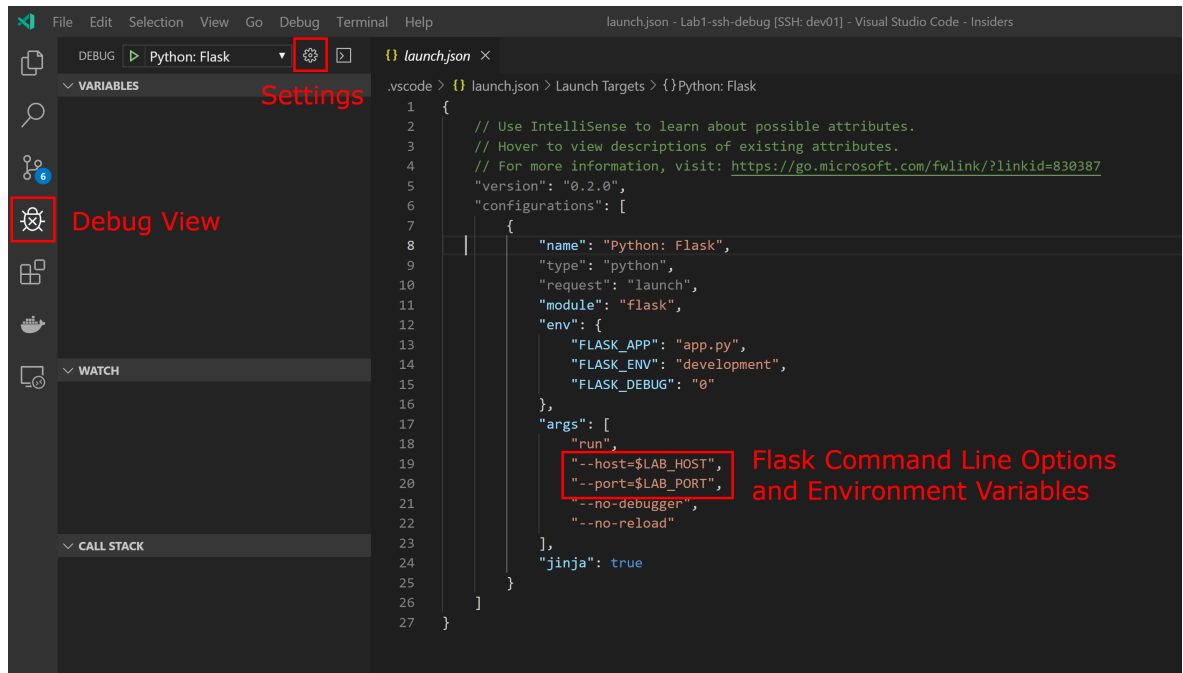 File Edit Selection View Go Debug Terminal Help launch.json - Lab1-ssh-debug [SSH: dev01] - Visual Studio Code - Insiders
DEBUG Python: Flask
Settings
VARIABLES
6
Debug View
WATCH
CALL STACK
{} launch.json ×
.vscode > {} launch.json > Launch Targets > {} Python: Flask
1 {
2 // Use IntelliSense to learn about possible attributes.
3 // Hover to view descriptions of existing attributes.
4 // For more information, visit: https://go.microsoft.com/fwlink/?linkid=830387
5 "version": "0.2.0",
6 "configurations": [
7 {
8 "name": "Python: Flask",
9 "type": "python",
10 "request": "launch",
11 "module": "flask",
12 "env": {
13 "FLASK_APP": "app.py",
14 "FLASK_ENV": "development",
15 "FLASK_DEBUG": "0"
16 },
17 "args": [
18 "run",
19 "--host=$LAB_HOST",
20 "--port=$LAB_PORT",
21 "--no-debugger",
22 "--no-reload"
23 ],
24 "jinja": true
25 }
26 ]
27 }
Flask Command Line Options
and Environment Variables